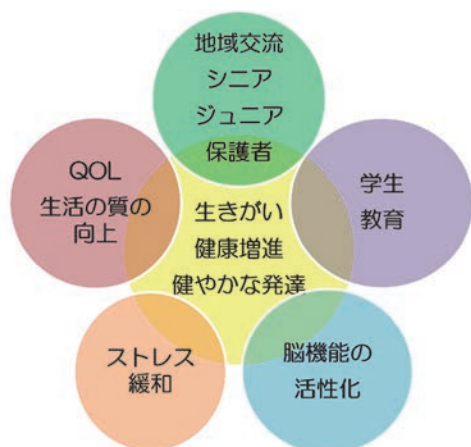 地域交流
シニア
ジュニア
保護者
QOL
生活の質の
向上
学生
教育
生きがい
健康増進
健やかな発達
ストレス
緩和
脳機能の
活性化